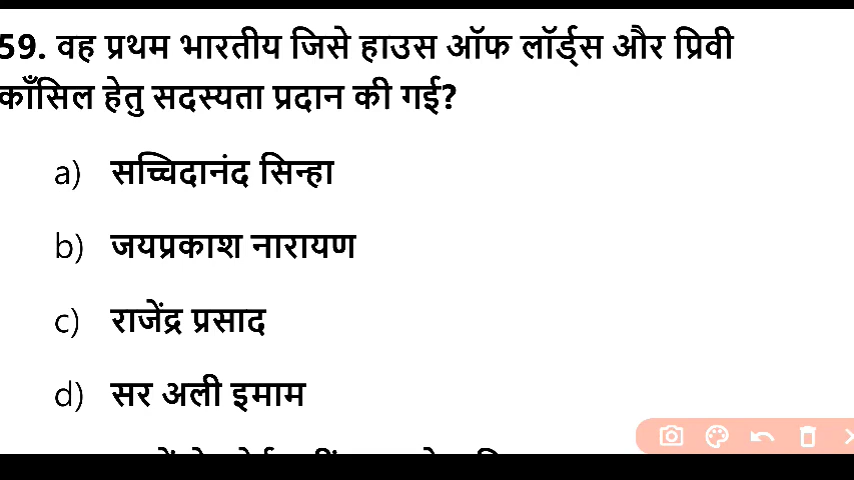 59. वह प्रथम भारतीय जिसे हाउस ऑफ लॉर्ड्स और प्रिवी
काँसिल हेतु सदस्यता प्रदान की गई?
a) सच्चिदानंद सिन्हा
b) जयप्रकाश नारायण
c) राजेंद्र प्रसाद
d) सर अली इमाम